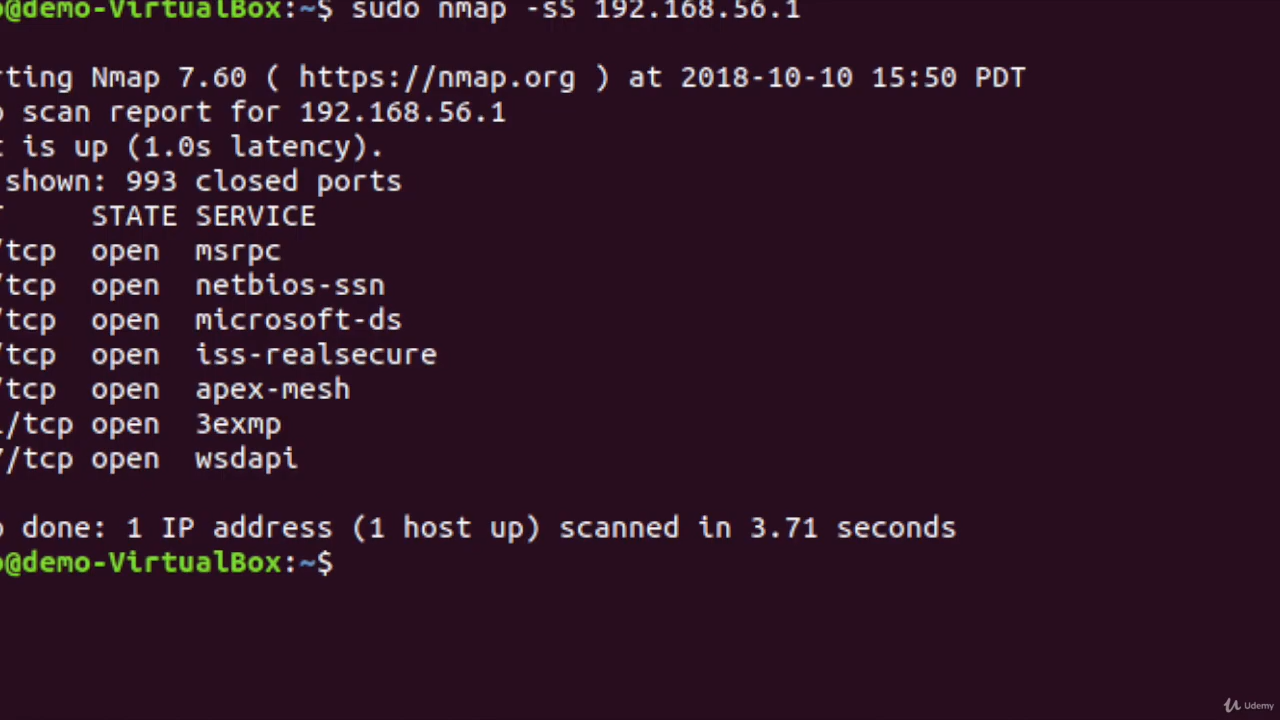 @demo-VirtualBox:~$ sudo nmap -sS 192.168.56.1
rting Nmap 7.60 ( https://nmap.org ) at 2018-10-10 15:50 PDT
scan report for 192.168.56.1
t is up (1.0s latency).
shown: 993 closed ports
STATE SERVICE
/tcp open msrpc
/tcp open netbios-ssn
/tcp open microsoft-ds
/tcp open iss-realsecure
/tcp open apex-mesh
/tcp open 3exmp
/tcp open wsdapi
done: 1 IP address (1 host up) scanned in 3.71 seconds
@demo-VirtualBox:~$
Udemy